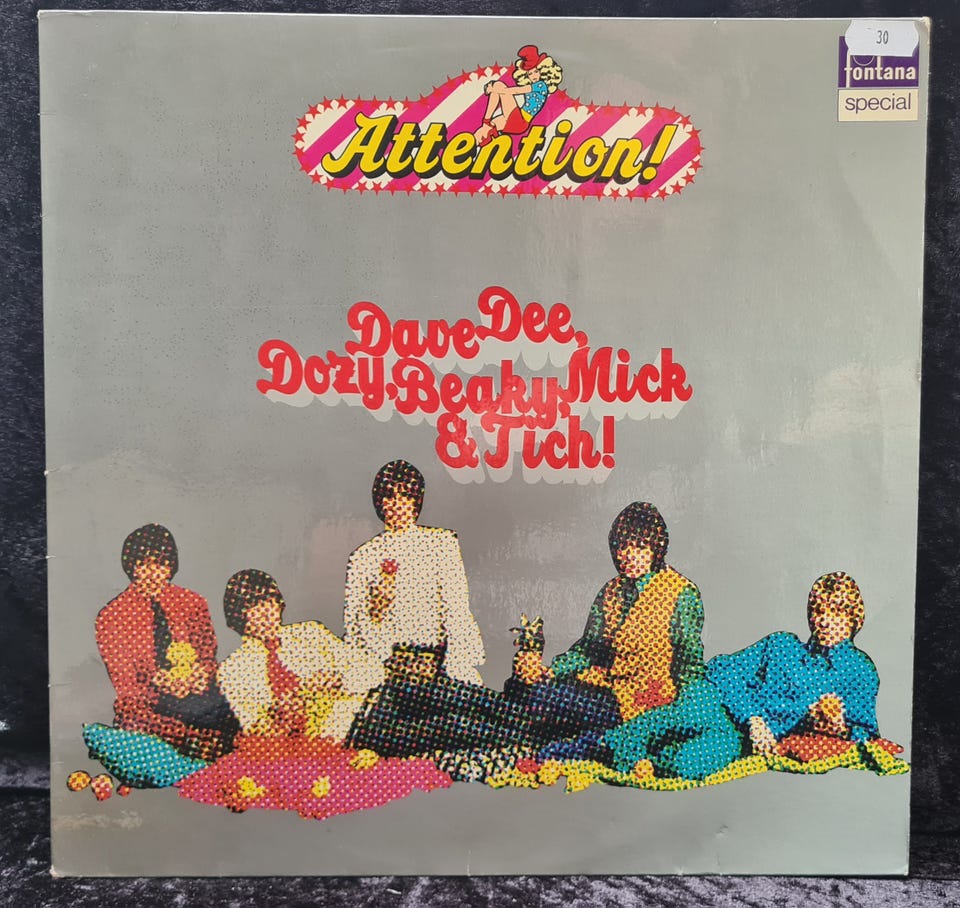 30
fontana
special
Attention!
Dave Dee,
Dozy, Beaky, Mick
& Tich!